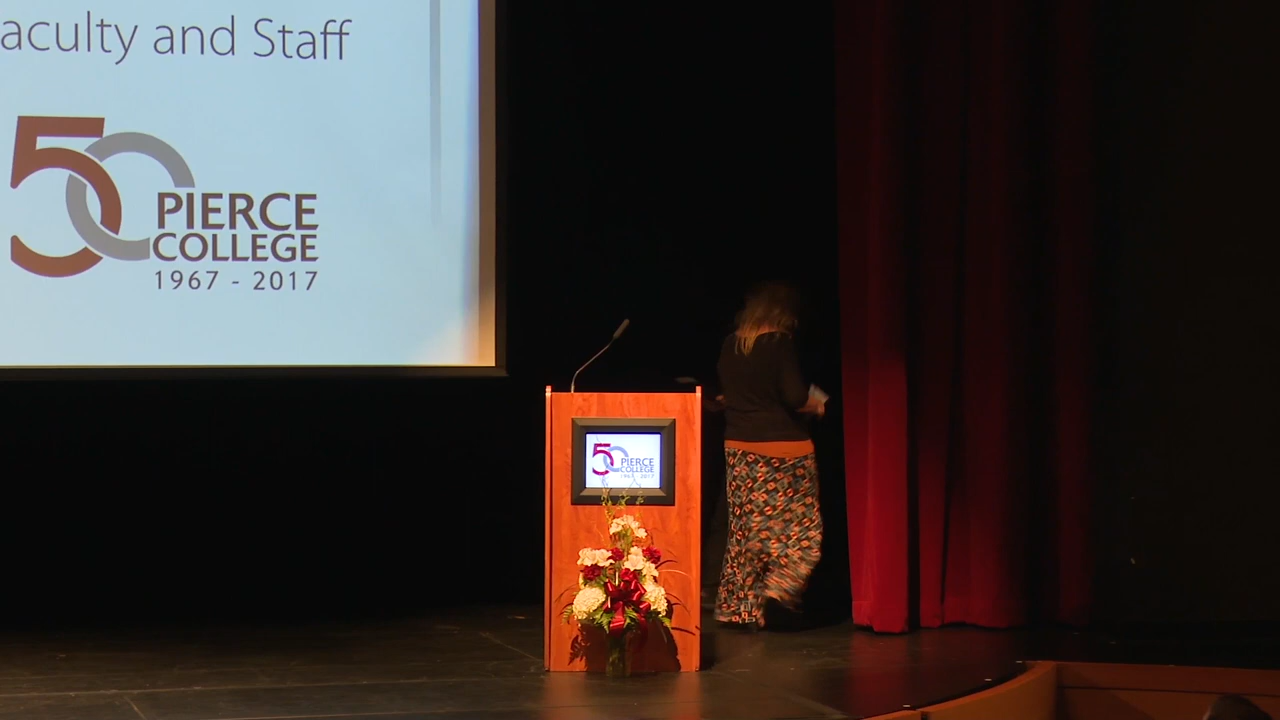 aculty and Staff
50
PIERCE
COLLEGE
1967 - 2017
50
PIERCE
COLLEGE
1967 - 2017